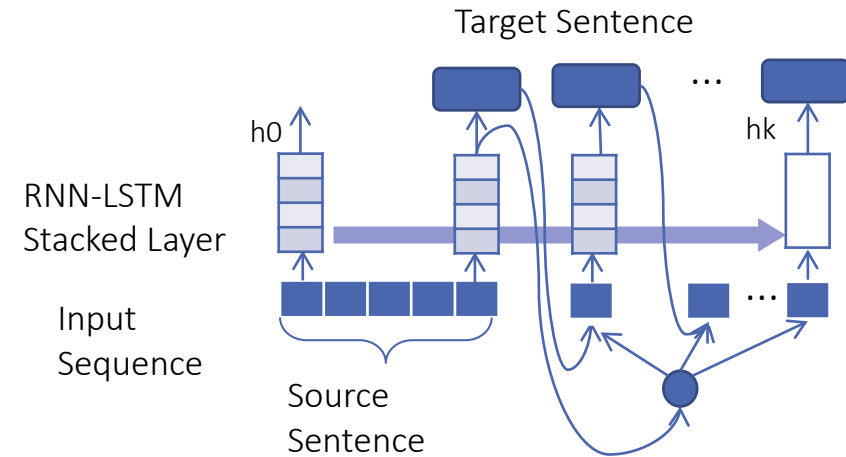 Target Sentence
...
h0
hk
RNN-LSTM
Stacked Layer
Input
Sequence
...
Source
Sentence